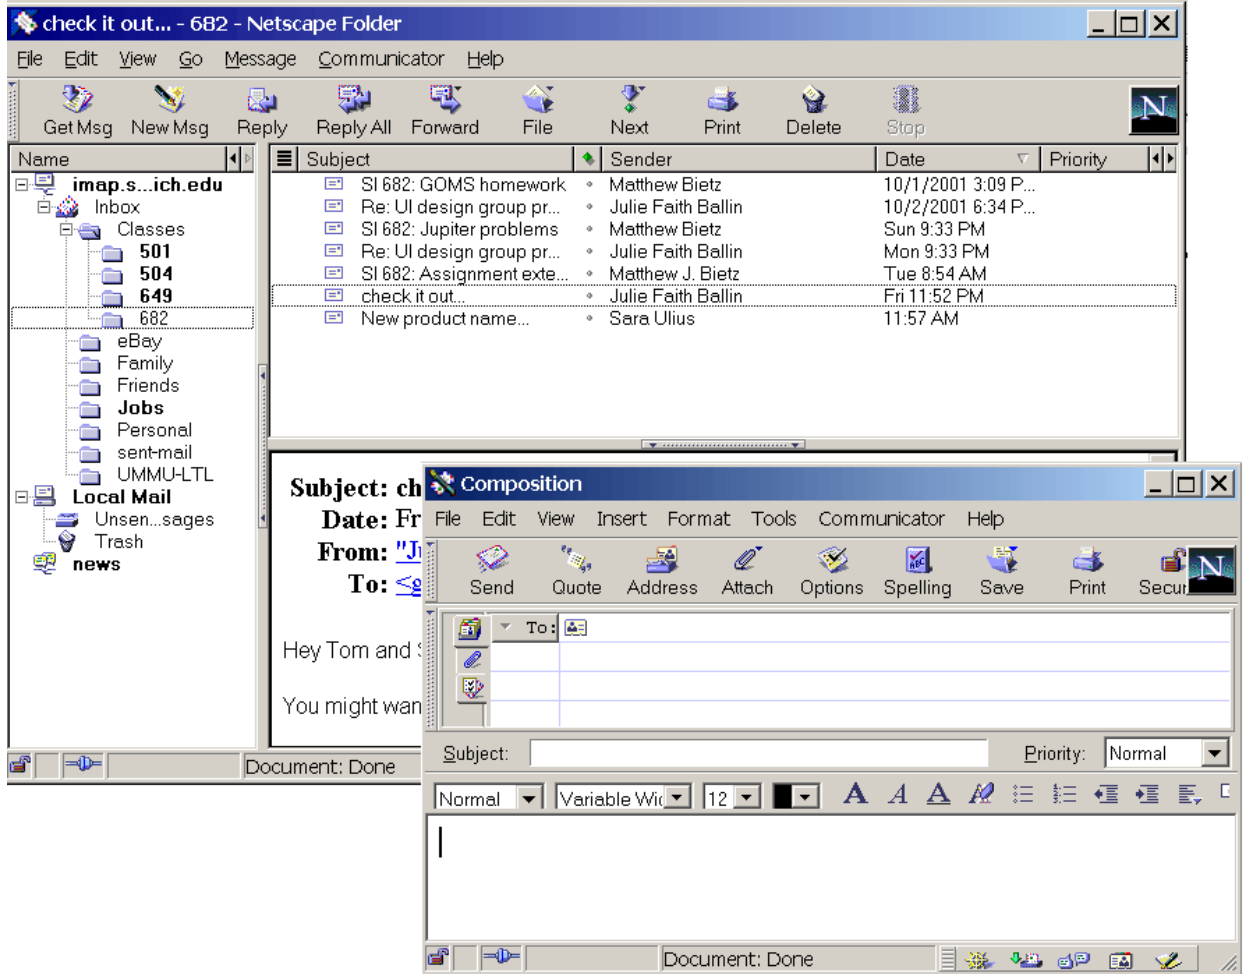 check it out... - 682 - Netscape Folder
File Edit View Go Message Communicator Help
Get Msg New Msg Reply Reply All Forward File Next Print Delete Stop
N
Name
imap.s...ich.edu
Inbox
Classes
501
504
649
682
eBay
Family
Friends
Jobs
Personal
sent-mail
UMMU-LTL
Local Mail
Unsen...sages
Trash
news
Subject Sender Date Priority
SI 682: GOMS homework Matthew Bietz 10/1/2001 3:09 P...
Re: UI design group pr... Julie Faith Ballin 10/2/2001 6:34 P...
SI 682: Jupiter problems Matthew Bietz Sun 9:33 PM
Re: UI design group pr... Julie Faith Ballin Mon 9:33 PM
SI 682: Assignment exte... Matthew J. Bietz Tue 8:54 AM
check it out... Julie Faith Ballin Fri 11:52 PM
New product name... Sara Ulius 11:57 AM
Subject: ch
Date: Fr
From: "Ju
To: <g
Hey Tom and S
You might wan
Document: Done
Composition
File Edit View Insert Format Tools Communicator Help
Send Quote Address Attach Options Spelling Save Print Secur
N
To:
Subject: Priority: Normal
Normal Variable Wi 12 A A A
Document: Done